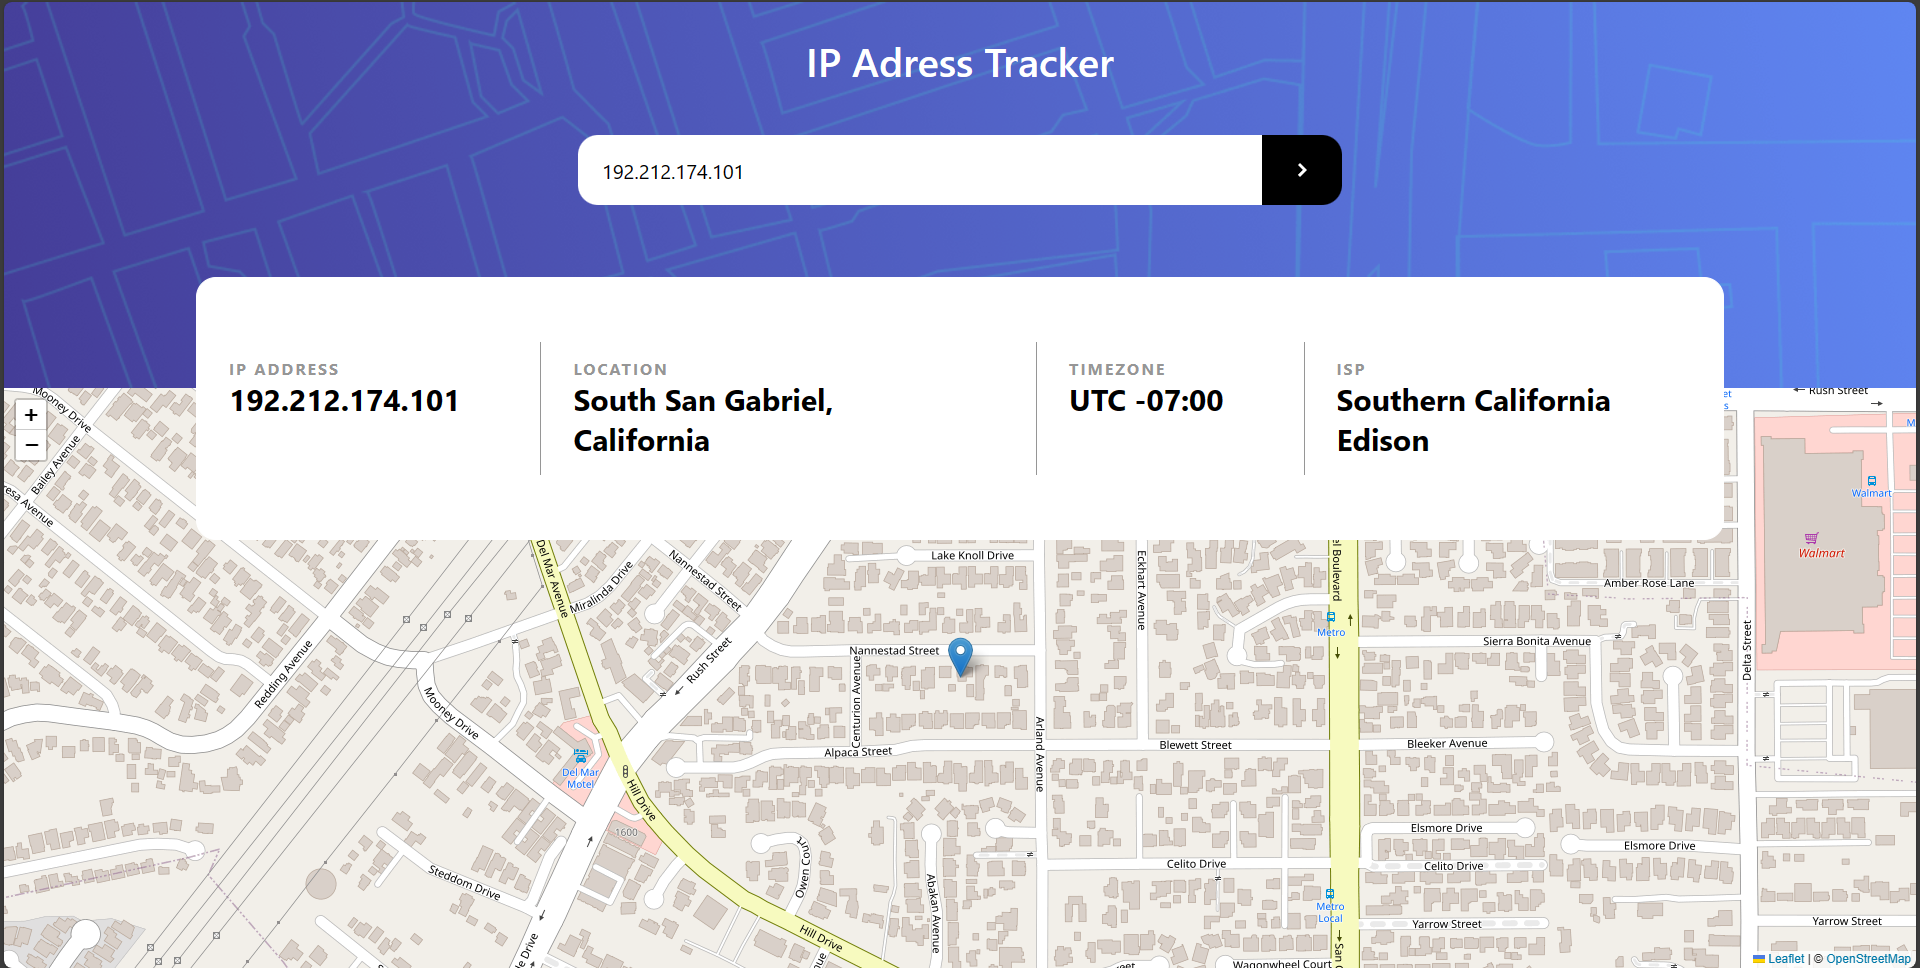 IP Adress Tracker
192.212.174.101
IP ADDRESS
192.212.174.101
LOCATION
South San Gabriel,
California
TIMEZONE
UTC -07:00
ISP
Southern California
Edison
+
−
Mooney Drive
Bailey Avenue
Rush Street
Walmart
Walmart
Del Mar Avenue
Miralinda Drive
Nannestad Street
Lake Knoll Drive
Eckhart Avenue
Amber Rose Lane
Metro
Nannestad Street
Sierra Bonita Avenue
Delta Street
Redding Avenue
Rush Street
Mooney Drive
Centurion Avenue
Arland Avenue
Alpaca Street
Blewett Street
Bleeker Avenue
Del Mar
Motel
Hill Drive
1600
Elsmore Drive
Elsmore Drive
Owen Court
Celito Drive
Celito Drive
Steddom Drive
Abakan Avenue
Metro
Local
Yarrow Street
Yarrow Street
Hill Drive
Wagonwheel Court
Leaflet | © OpenStreetMap